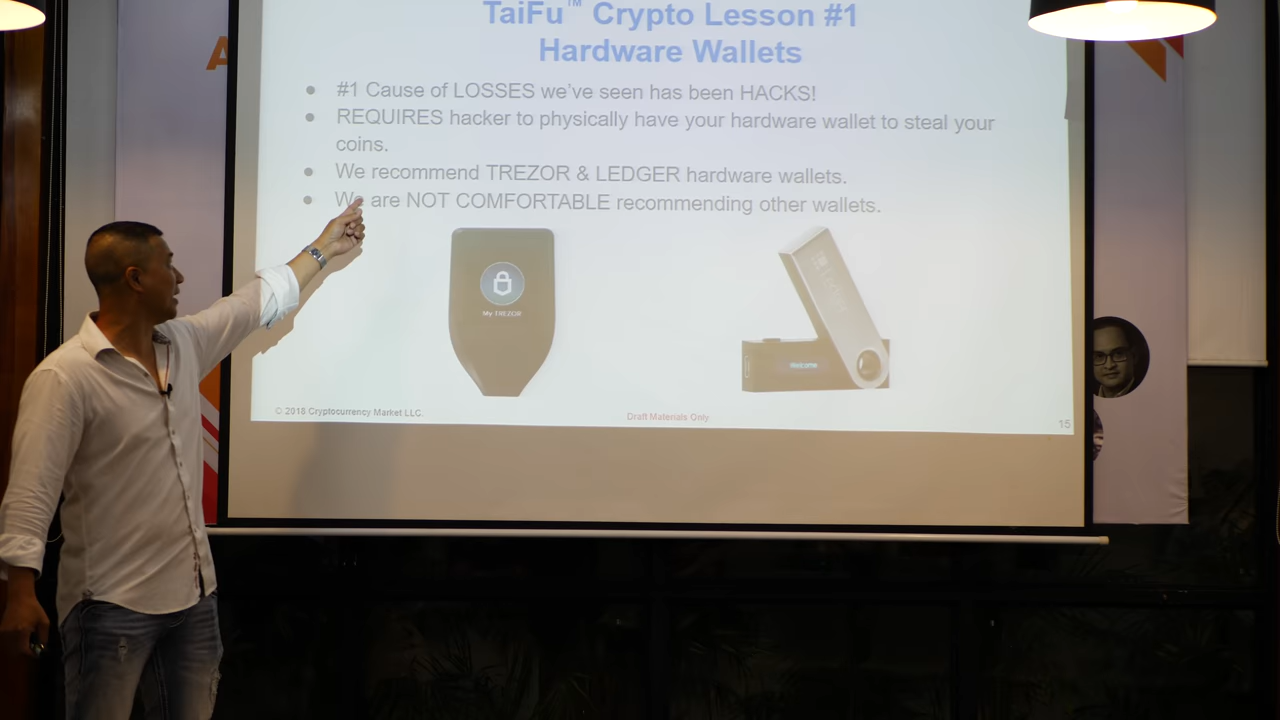 TaiFu™ Crypto Lesson #1
Hardware Wallets
● #1 Cause of LOSSES we've seen has been HACKS!
● REQUIRES hacker to physically have your hardware wallet to steal your
coins.
● We recommend TREZOR & LEDGER hardware wallets.
● We are NOT COMFORTABLE recommending other wallets.
My TREZOR
Welcome
© 2018 Cryptocurrency Market LLC.
Draft Materials Only
15